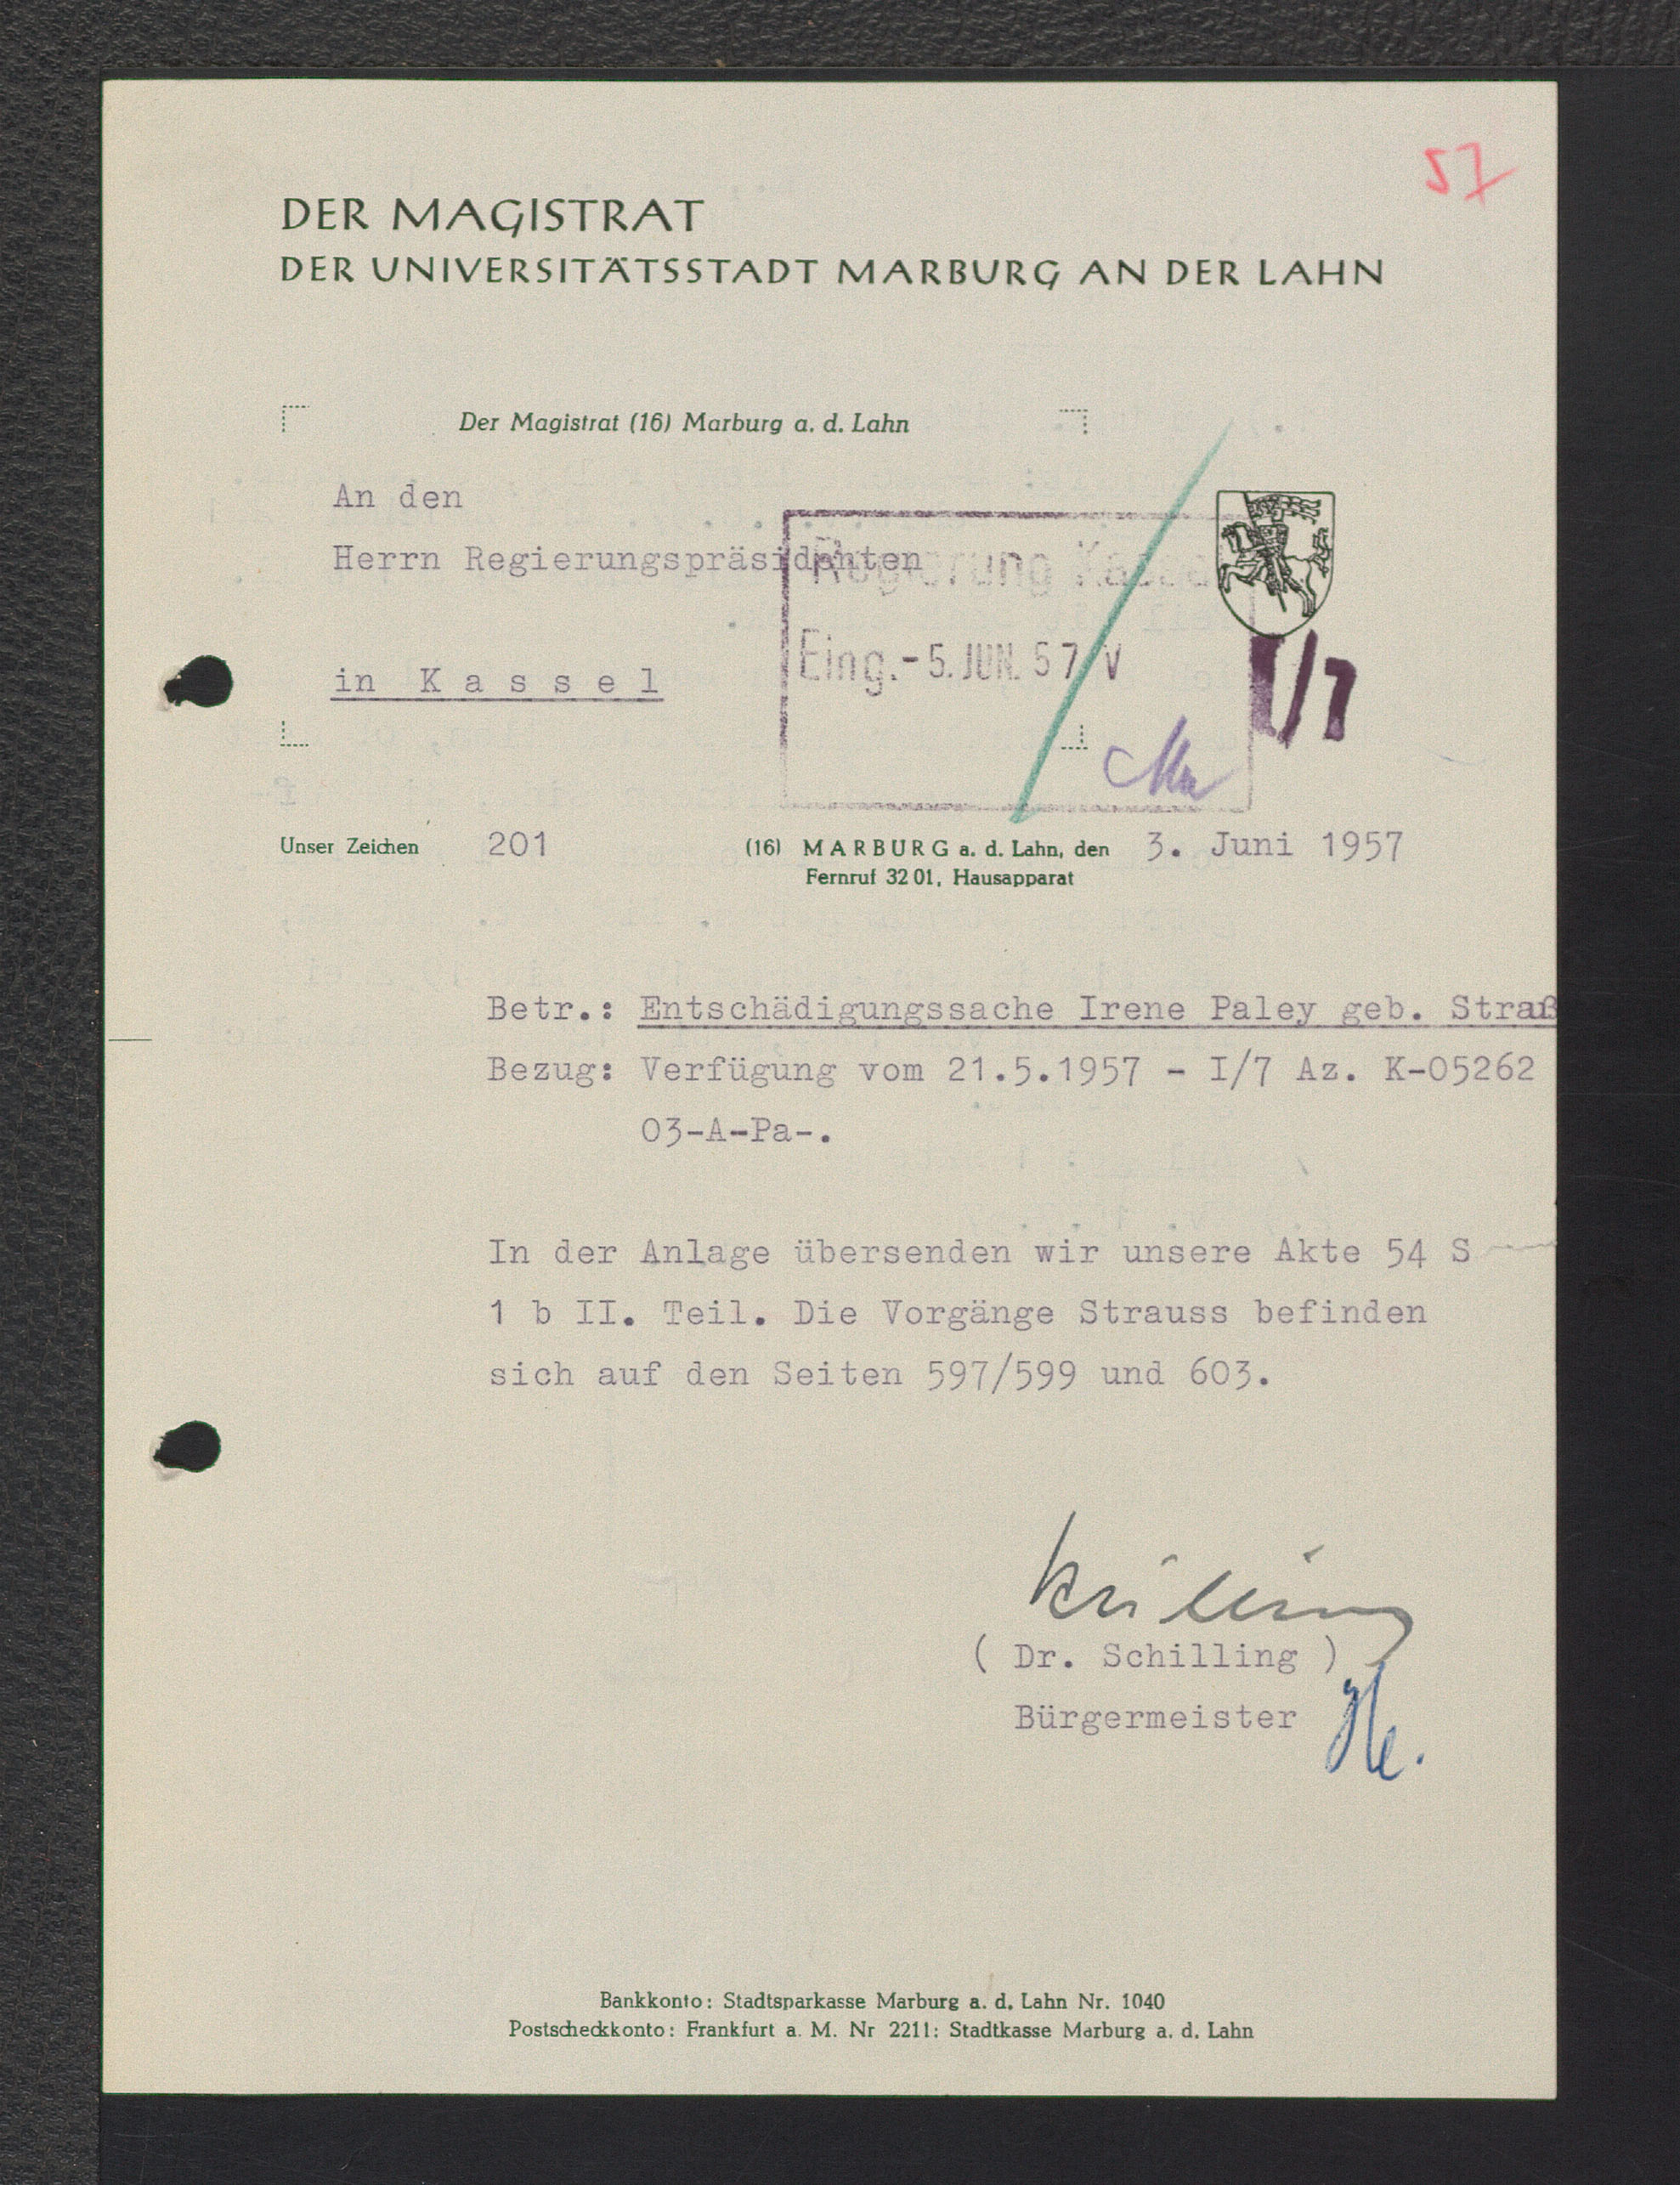 57
DER MAGISTRAT
DER UNIVERSITÄTSSTADT MARBURG AN DER LAHN
Der Magistrat (16) Marburg a. d. Lahn
An den
Herrn Regierungspräsidenten
Regierung Kassel
Eing. - 5. JUN. 57 V
in K a s s e l
I/7
Unser Zeichen 201 (16) MARBURG a. d. Lahn, den 3. Juni 1957
Fernruf 32 01, Hausapparat
Betr.: Entschädigungssache Irene Paley geb. Straß
Bezug: Verfügung vom 21.5.1957 - I/7 Az. K-05262
03-A-Pa-.
In der Anlage übersenden wir unsere Akte 54 S
1 b II. Teil. Die Vorgänge Strauss befinden
sich auf den Seiten 597/599 und 603.
( Dr. Schilling )
Bürgermeister
Bankkonto: Stadtsparkasse Marburg a. d. Lahn Nr. 1040
Postscheckkonto: Frankfurt a. M. Nr 2211: Stadtkasse Marburg a. d. Lahn